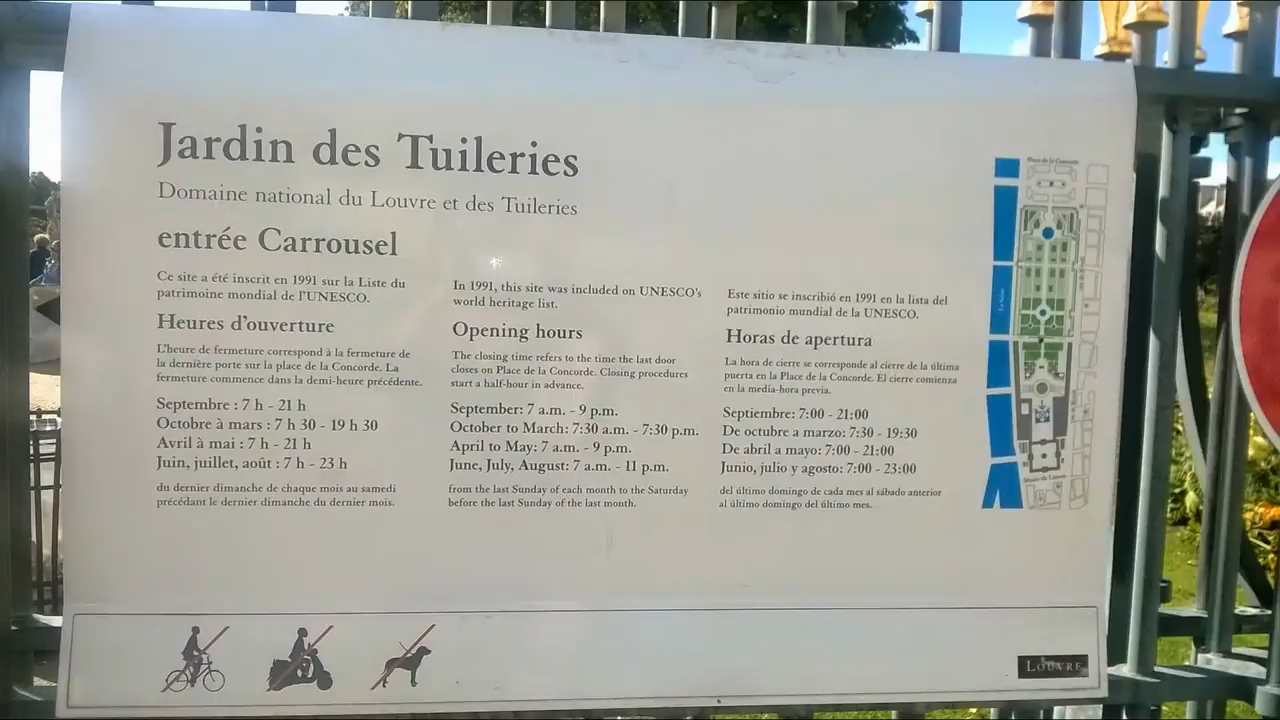 Jardin des Tuileries
Domaine national du Louvre et des Tuileries
entrée Carrousel
Ce site a été inscrit en 1991 sur la Liste du
patrimoine mondial de l'UNESCO.
Heures d'ouverture
L'heure de fermeture correspond à la fermeture de
la dernière porte sur la place de la Concorde. La
fermeture commence dans la demi-heure précédente.
Septembre : 7 h - 21 h
Octobre à mars : 7 h 30 - 19 h 30
Avril à mai : 7 h - 21 h
Juin, juillet, août : 7 h - 23 h
du dernier dimanche de chaque mois au samedi
précédant le dernier dimanche du dernier mois.
In 1991, this site was included on UNESCO's
world heritage list.
Opening hours
The closing time refers to the time the last door
closes on Place de la Concorde. Closing procedures
start a half-hour in advance.
September: 7 a.m. - 9 p.m.
October to March: 7:30 a.m. - 7:30 p.m.
April to May: 7 a.m. - 9 p.m.
June, July, August: 7 a.m. - 11 p.m.
from the last Sunday of each month to the Saturday
before the last Sunday of the last month.
Este sitio se inscribió en 1991 en la lista del
patrimonio mundial de la UNESCO.
Horas de apertura
La hora de cierre se corresponde al cierre de la última
puerta en la Place de la Concorde. El cierre comienza
en la media-hora previa.
Septiembre: 7:00 - 21:00
De octubre a marzo: 7:30 - 19:30
De abril a mayo: 7:00 - 21:00
Junio, julio y agosto: 7:00 - 23:00
del último domingo de cada mes al sábado anterior
al último domingo del último mes.
Place de la Concorde
La Seine
Musée du Louvre
LOUVRE